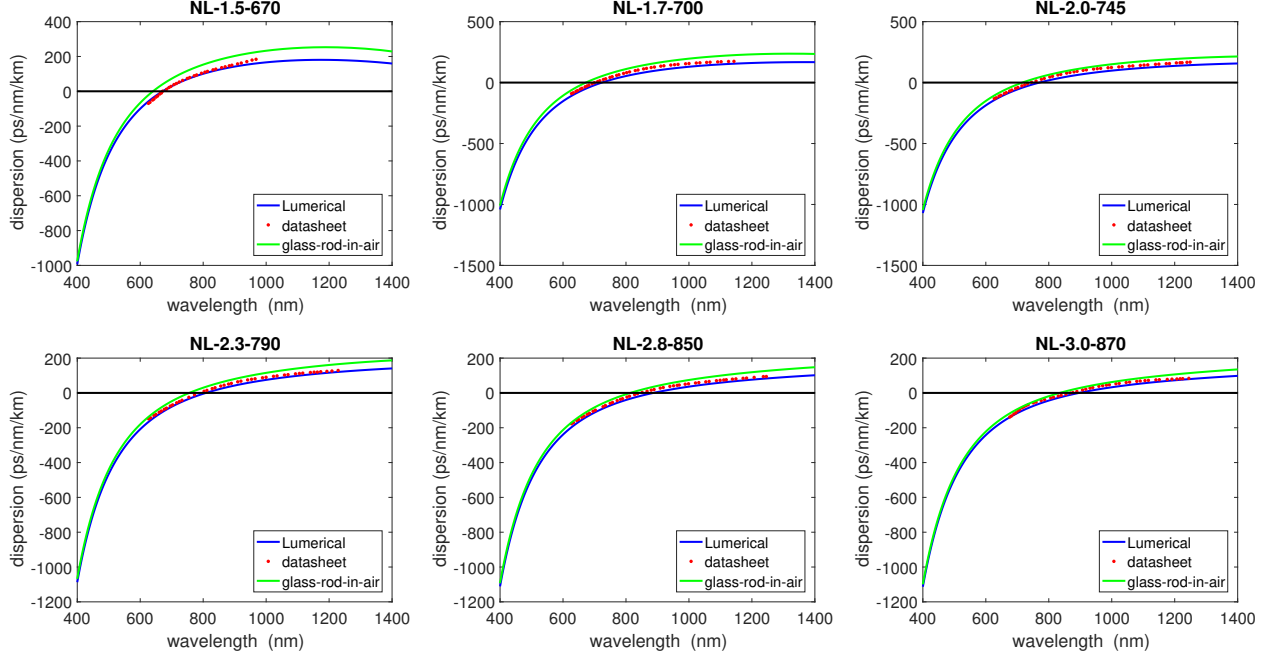 NL-1.5-670
400
200
0
-200
-400
-600
-800
-1000
dispersion (ps/nm/km)
400 600 800 1000 1200 1400
wavelength (nm)
Lumerical
datasheet
glass-rod-in-air
NL-1.7-700
500
0
-500
-1000
-1500
dispersion (ps/nm/km)
400 600 800 1000 1200 1400
wavelength (nm)
Lumerical
datasheet
glass-rod-in-air
NL-2.0-745
500
0
-500
-1000
-1500
dispersion (ps/nm/km)
400 600 800 1000 1200 1400
wavelength (nm)
Lumerical
datasheet
glass-rod-in-air
NL-2.3-790
200
0
-200
-400
-600
-800
-1000
-1200
dispersion (ps/nm/km)
400 600 800 1000 1200 1400
wavelength (nm)
Lumerical
datasheet
glass-rod-in-air
NL-2.8-850
200
0
-200
-400
-600
-800
-1000
-1200
dispersion (ps/nm/km)
400 600 800 1000 1200 1400
wavelength (nm)
Lumerical
datasheet
glass-rod-in-air
NL-3.0-870
200
0
-200
-400
-600
-800
-1000
-1200
dispersion (ps/nm/km)
400 600 800 1000 1200 1400
wavelength (nm)
Lumerical
datasheet
glass-rod-in-air